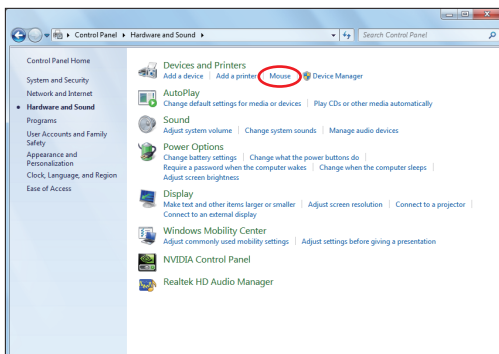 Control Panel ▸ Hardware and Sound ▸
Search Control Panel
Control Panel Home
System and Security
Network and Internet
Hardware and Sound
Programs
User Accounts and Family
Safety
Appearance and
Personalization
Clock, Language, and Region
Ease of Access
Devices and Printers
Add a device | Add a printer | Mouse | Device Manager
AutoPlay
Change default settings for media or devices | Play CDs or other media automatically
Sound
Adjust system volume | Change system sounds | Manage audio devices
Power Options
Change battery settings | Change what the power buttons do |
Require a password when the computer wakes | Change when the computer sleeps |
Adjust screen brightness
Display
Make text and other items larger or smaller | Adjust screen resolution | Connect to a projector |
Connect to an external display
Windows Mobility Center
Adjust commonly used mobility settings | Adjust settings before giving a presentation
NVIDIA Control Panel
Realtek HD Audio Manager